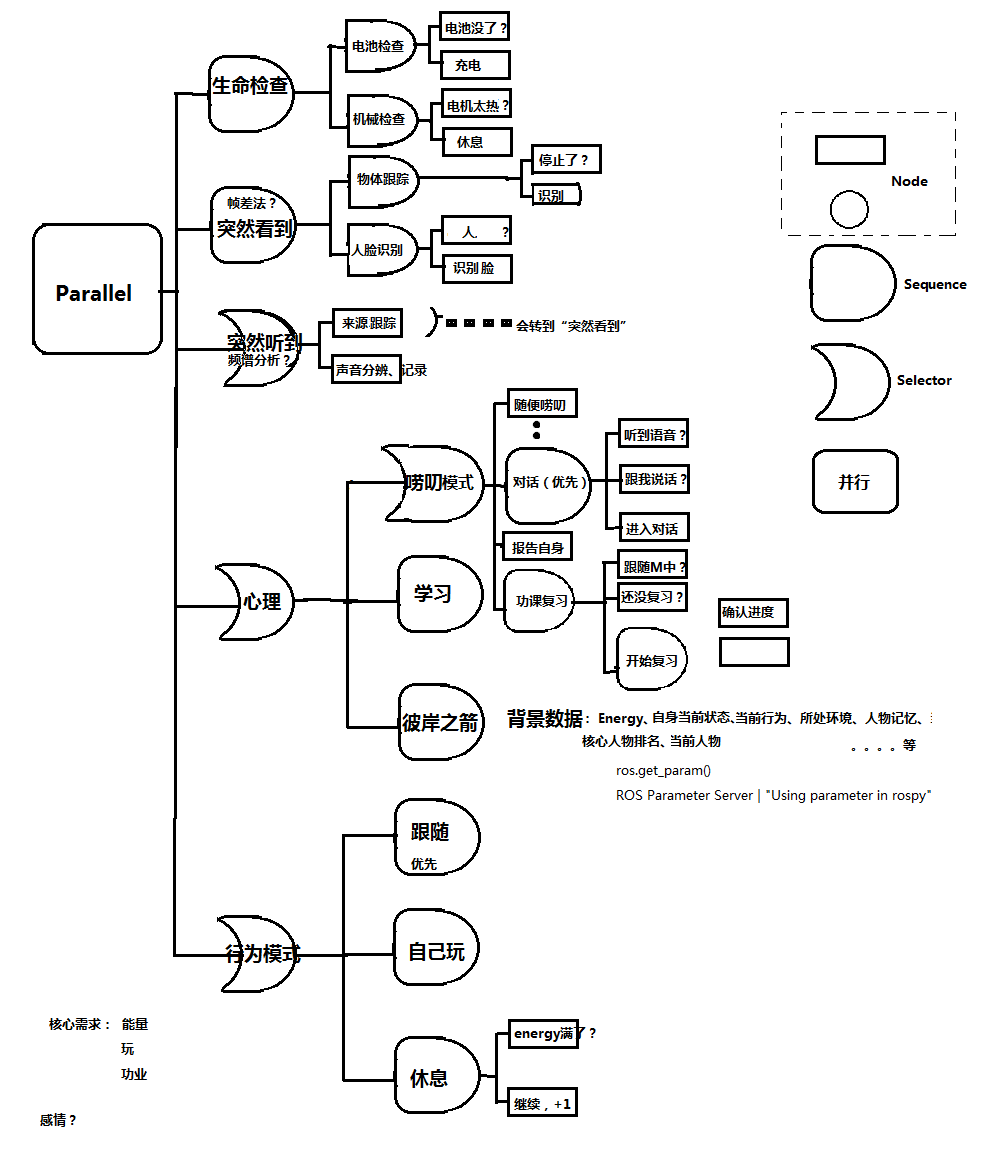 Parallel
生命检查
电池检查
电池没了？
充电
机械检查
电机太热？
休息
帧差法？
突然看到
物体跟踪
停止了？
识别
人脸识别
人 ？
识别 脸
突然听到
频谱分析？
来源 跟踪
会转到“突然看到”
声音分辨、记录
心理
唠叨模式
随便唠叨
对话（优先）
听到语音？
跟我说话？
进入对话
报告自身
功课复习
跟随M中？
还没复习？
开始复习
确认进度
学习
彼岸之箭
背景数据：Energy、自身当前状态、当前行为、所处环境、人物记忆、
核心人物排名、当前人物
。。。。等
ros.get_param()
ROS Parameter Server | "Using parameter in rospy"
行为模式
跟随
优先
自己玩
休息
energy满了？
继续，+1
核心需求： 能量
玩
功业
感情？
Node
Sequence
Selector
并行